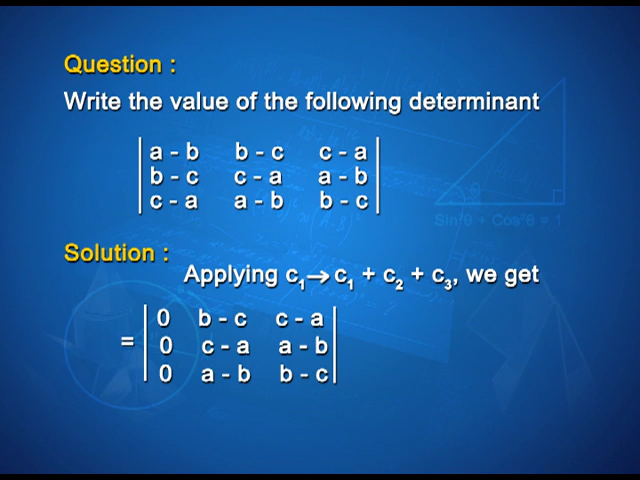 Question :
Write the value of the following determinant
| a - b b - c c - a |
| b - c c - a a - b |
| c - a a - b b - c |
Sin²θ + Cos²θ = 1
Solution :
Applying c₁→c₁ + c₂ + c₃, we get
= | 0 b - c c - a |
| 0 c - a a - b |
| 0 a - b b - c |